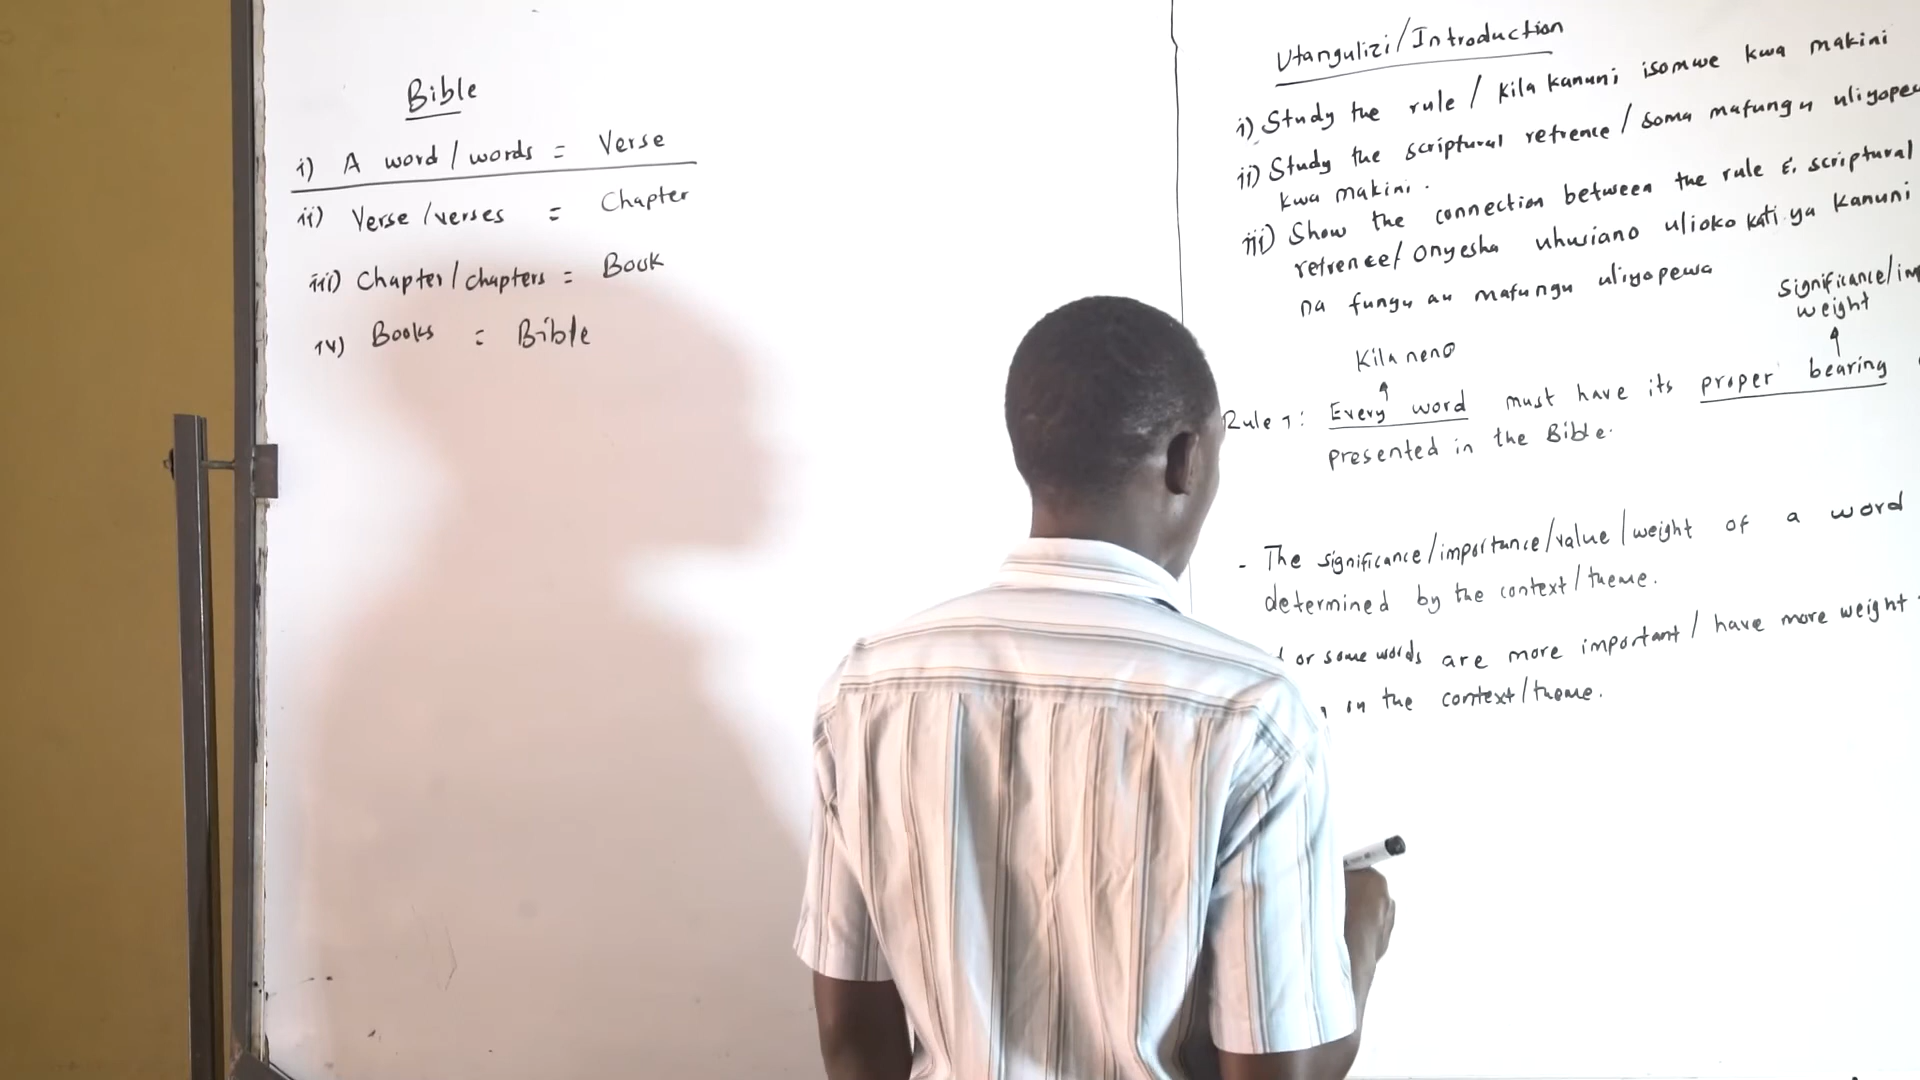 Bible
i) A word / words = Verse
ii) Verse / verses = Chapter
iii) Chapter / chapters = Book
iv) Books = Bible
Utangulizi / Introduction
i) Study the rule / Kila kanuni isomwe kwa makini
ii) Study the scriptural refrence / Soma mafungu uliyopew
kwa makini.
iii) Show the connection between the rule & scriptural
refrence / Onyesha uhusiano ulioko kati ya Kanuni
na fungu au mafungu uliyopewa
Significance/im
weight
Kila neno
Rule 1: Every word must have its proper bearing
presented in the Bible.
- The significance/importance/value/weight of a word
determined by the context/theme.
or some words are more important / have more weight
in the context/theme.